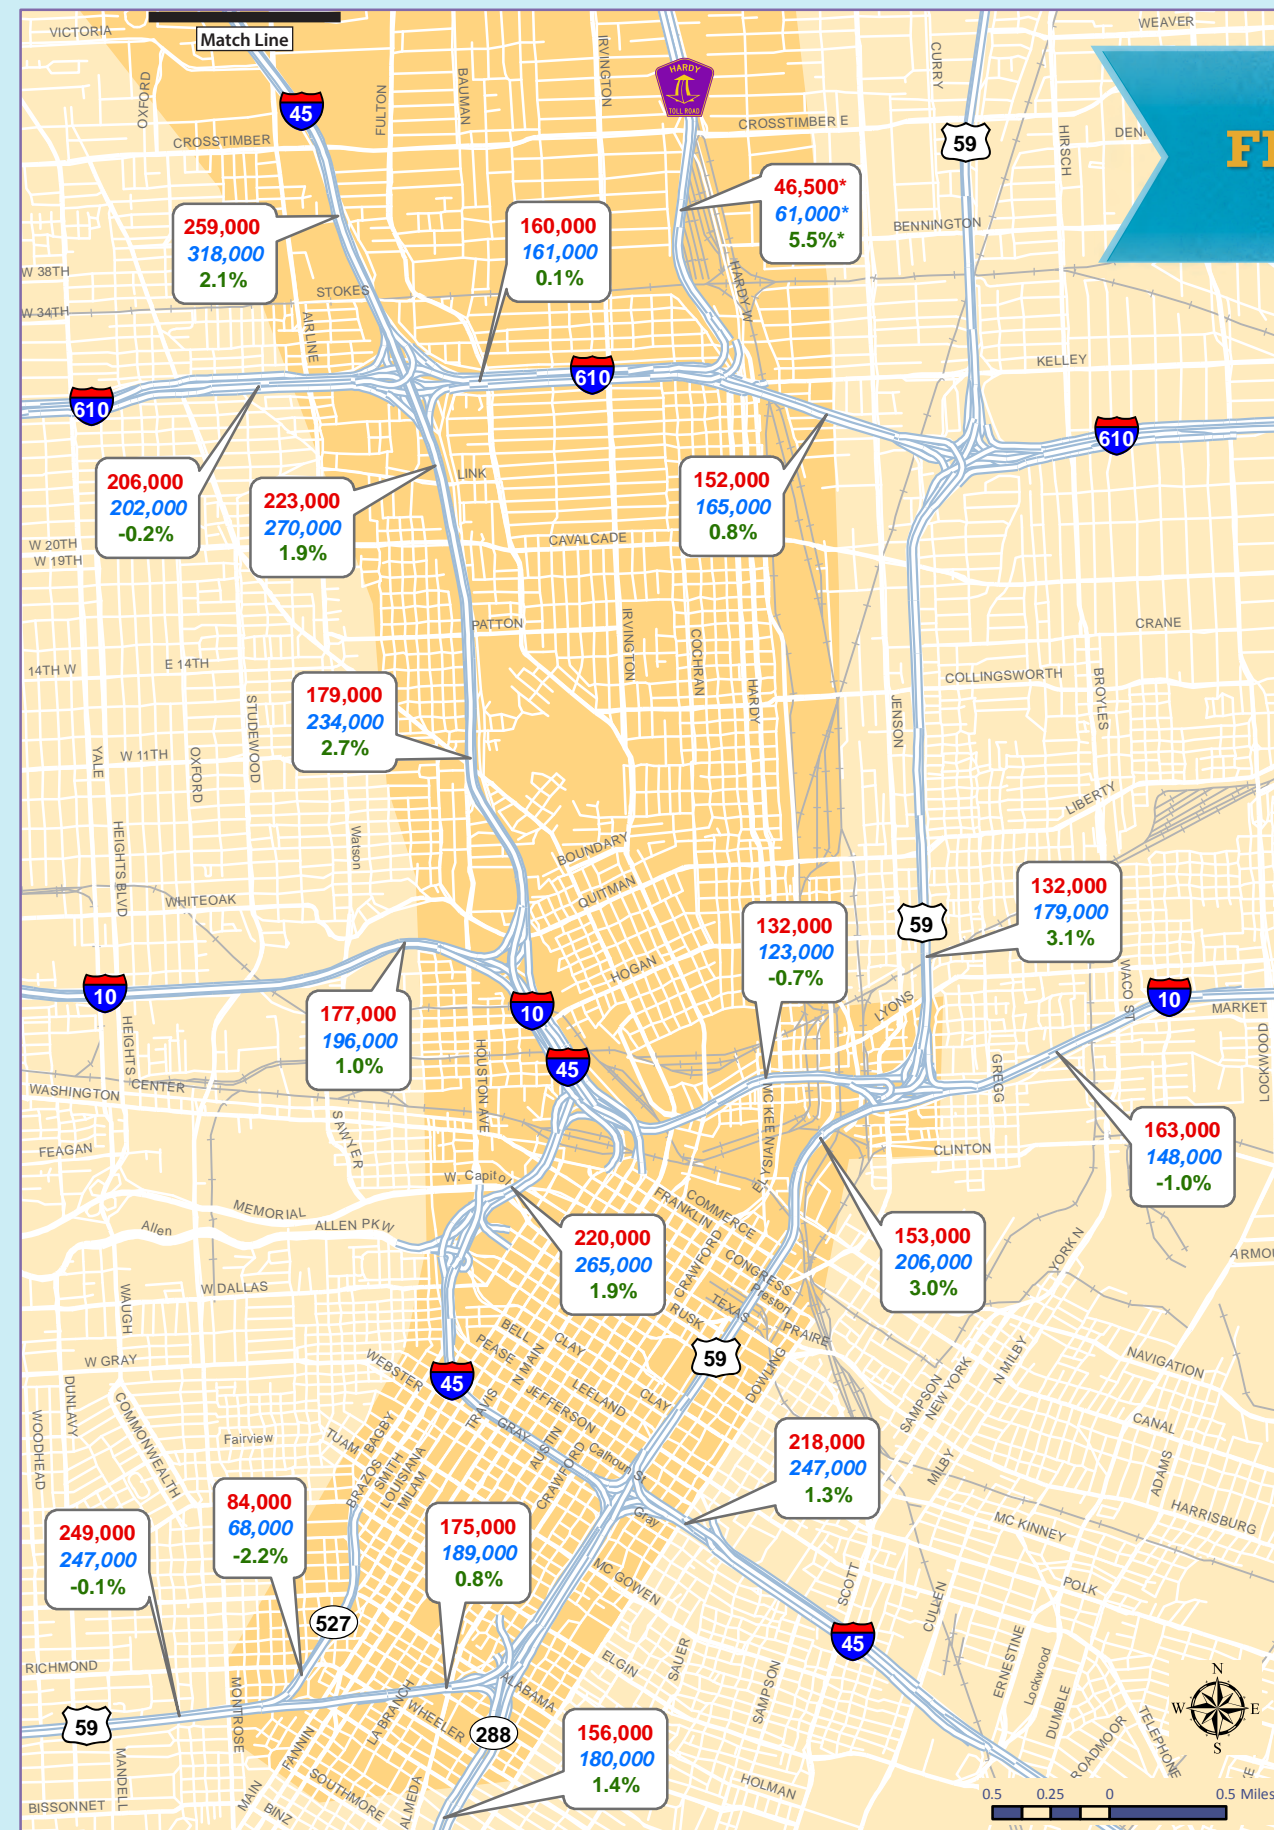 VICTORIA
Match Line
WEAVER
OXFORD
FULTON
BAUMAN
IRVINGTON
CURRY
HARDY
TOLL ROAD
45
CROSSTIMBER
CROSSTIMBER E
59
HIRSCH
46,500*
61,000*
5.5%*
BENNINGTON
259,000
318,000
2.1%
160,000
161,000
0.1%
W 38TH
STOKES
HARDY W
W 34TH
AIRLINE
KELLEY
610
610
610
LINK
206,000
202,000
-0.2%
223,000
270,000
1.9%
152,000
165,000
0.8%
W 20TH
W 19TH
CAVALCADE
PATTON
IRVINGTON
COCHRAN
CRANE
14TH W
E 14TH
COLLINGSWORTH
BROYLES
HARDY
JENSON
179,000
234,000
2.7%
STUDEWOOD
YALE
W 11TH
OXFORD
LIBERTY
HEIGHTS BLVD
Watson
BOUNDARY
QUITMAN
WHITEOAK
132,000
179,000
3.1%
132,000
123,000
-0.7%
59
HOGAN
WACO ST
10
10
10
LYONS
MARKET
177,000
196,000
1.0%
HEIGHTS
HOUSTON AVE
45
GREGG
LOCKWOOD
WASHINGTON
CENTER
SAWYER
MC KEE NAISM
ELY
163,000
148,000
-1.0%
FEAGAN
CLINTON
W. Capitol
FRANKLIN
COMMERCE
MEMORIAL
Allen
ALLEN PKW
220,000
265,000
1.9%
CRAWFORD
CONGRESS
Preston
153,000
206,000
3.0%
YORK N
W DALLAS
WAUGH
RUSK
TEXAS
PRAIRE
BELL
PEASE
N MAIN
CLAY
59
DOWLING
W GRAY
WEBSTER
45
N MILBY
NAVIGATION
SAMPSON
NEW YORK
DUNLAVY
COMMONWEALTH
WOODHEAD
TRAVIS
JEFFERSON
LEELAND
CLAY
GRAY
AUSTIN
CRAWFORD
Calhoun St
CANAL
Fairview
TUAM
BAGBY
BRAZOS
SMITH
LOUISIANA
MILAM
218,000
247,000
1.3%
MILBY
ADAMS
HARRISBURG
84,000
68,000
-2.2%
249,000
247,000
-0.1%
175,000
189,000
0.8%
Gray
MC KINNEY
MC GOWEN
SCOTT
POLK
CULLEN
527
45
RICHMOND
MONTROSE
ELGIN
SAUER
SAMPSON
ERNESTINE
Lockwood
DUMBLE
59
LA BRANCH
WHEELER
ALABAMA
288
156,000
180,000
1.4%
TELEPHONE
N
W
E
S
MANDELL
FANNIN
MAIN
SOUTHMORE
BINZ
ALMEDA
HOLMAN
BISSONNET
0.5
0.25
0
0.5 Miles